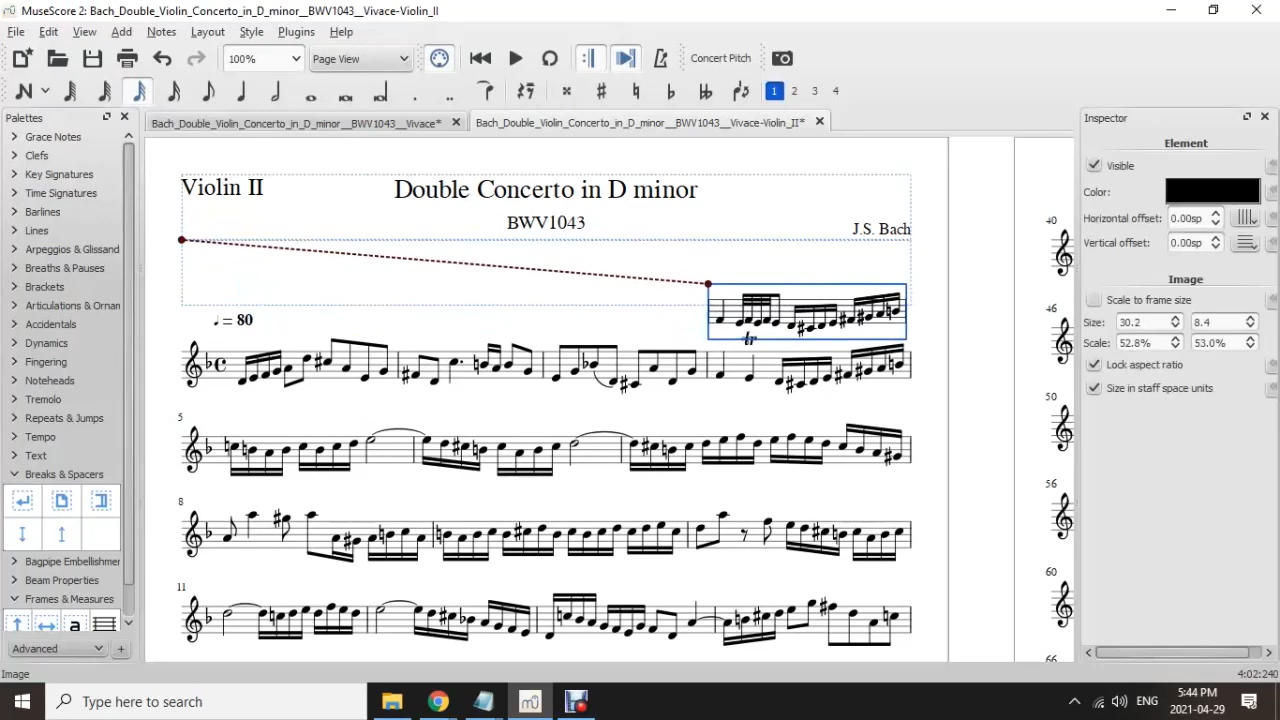 MuseScore 2: Bach_Double_Violin_Concerto_in_D_minor__BWV1043__Vivace-Violin_II
File Edit View Add Notes Layout Style Plugins Help
100% Page View Concert Pitch
1 2 3 4
Palettes
Bach_Double_Violin_Concerto_in_D_minor__BWV1043__Vivace*
Bach_Double_Violin_Concerto_in_D_minor__BWV1043__Vivace-Violin_II*
Grace Notes
Clefs
Key Signatures
Time Signatures
Barlines
Lines
Arpeggios & Glissand
Breaths & Pauses
Brackets
Articulations & Ornan
Accidentals
Dynamics
Fingering
Noteheads
Tremolo
Repeats & Jumps
Tempo
Text
Breaks & Spacers
Bagpipe Embellishmer
Beam Properties
Frames & Measures
a
Advanced
+
Violin II
Double Concerto in D minor
BWV1043
J.S. Bach
= 80
tr
5
8
11
40
46
50
56
60
66
Inspector
Element
Visible
Color:
Horizontal offset: 0.00sp
Vertical offset: 0.00sp
Image
Scale to frame size
Size: 30.2 8.4
Scale: 52.8% 53.0%
Lock aspect ratio
Size in staff space units
Image
4:02:240
Type here to search
ENG
5:44 PM
2021-04-29